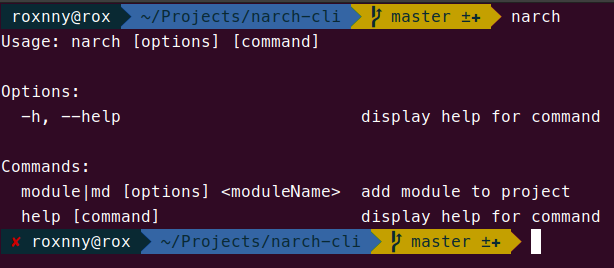 roxnny@rox ~/Projects/narch-cli master ±+ narch
Usage: narch [options] [command]
Options:
-h, --help display help for command
Commands:
module|md [options] <moduleName> add module to project
help [command] display help for command
✘ roxnny@rox ~/Projects/narch-cli master ±+